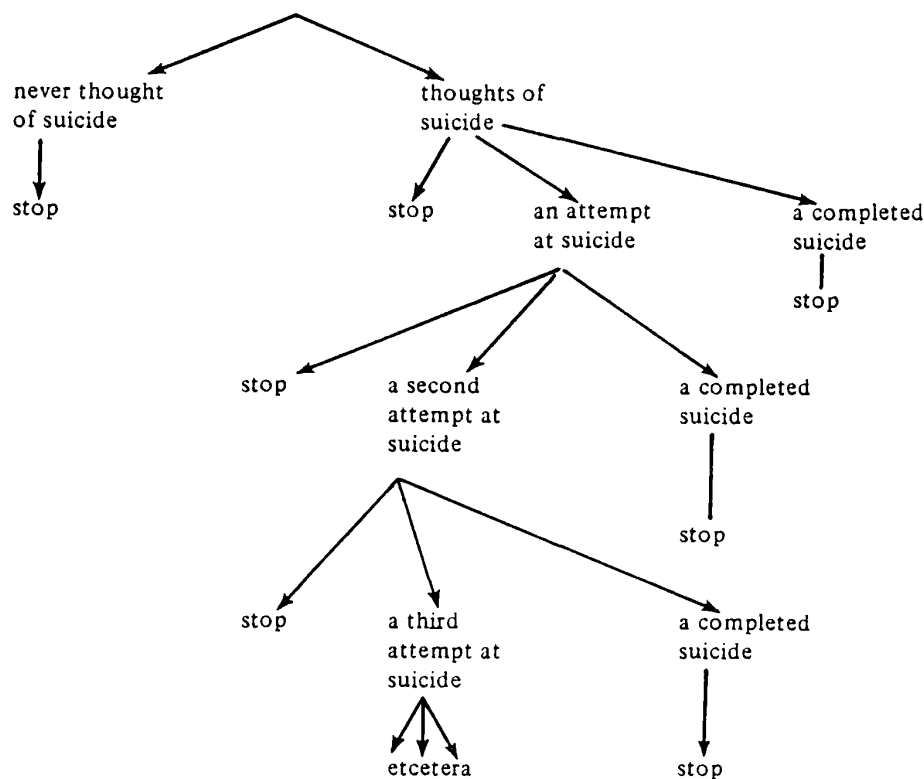 never thought
of suicide
thoughts of
suicide
stop
stop
an attempt
at suicide
a completed
suicide
stop
stop
a second
attempt at
suicide
a completed
suicide
stop
stop
a third
attempt at
suicide
a completed
suicide
etcetera
stop